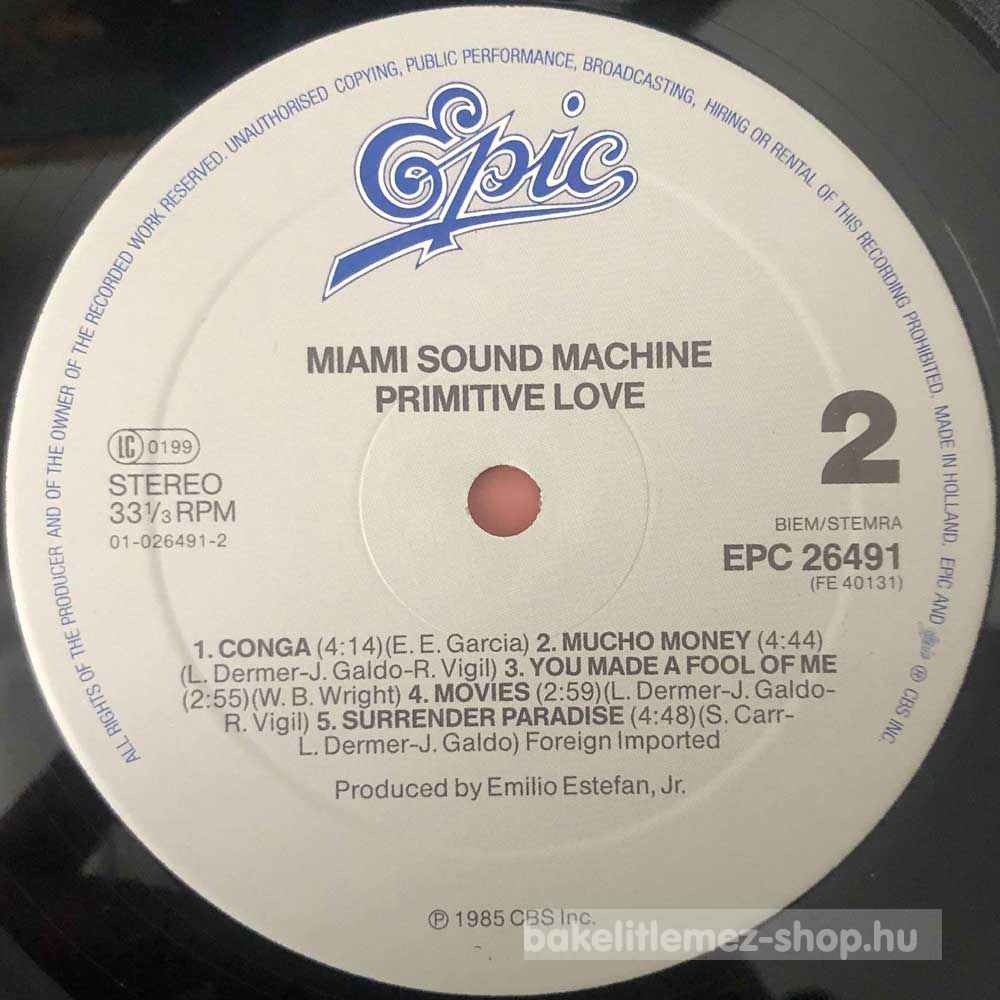 ALL RIGHTS OF THE PRODUCER AND OF THE OWNER OF THE RECORDED WORK RESERVED. UNAUTHORISED COPYING, PUBLIC PERFORMANCE, BROADCASTING, HIRING OR RENTAL OF THIS RECORDING PROHIBITED. MADE IN HOLLAND. EPIC AND Epic ℗ CBS INC.
Epic
MIAMI SOUND MACHINE
PRIMITIVE LOVE
2
LC 0199
STEREO
33⅓ RPM
01-026491-2
BIEM/STEMRA
EPC 26491
(FE 40131)
1. CONGA (4:14)(E. E. Garcia) 2. MUCHO MONEY (4:44)
(L. Dermer-J. Galdo-R. Vigil) 3. YOU MADE A FOOL OF ME
(2:55)(W. B. Wright) 4. MOVIES (2:59)(L. Dermer-J. Galdo-
R. Vigil) 5. SURRENDER PARADISE (4:48)(S. Carr-
L. Dermer-J. Galdo) Foreign Imported
Produced by Emilio Estefan, Jr.
℗ 1985 CBS Inc.
bakelitlemez-shop.hu